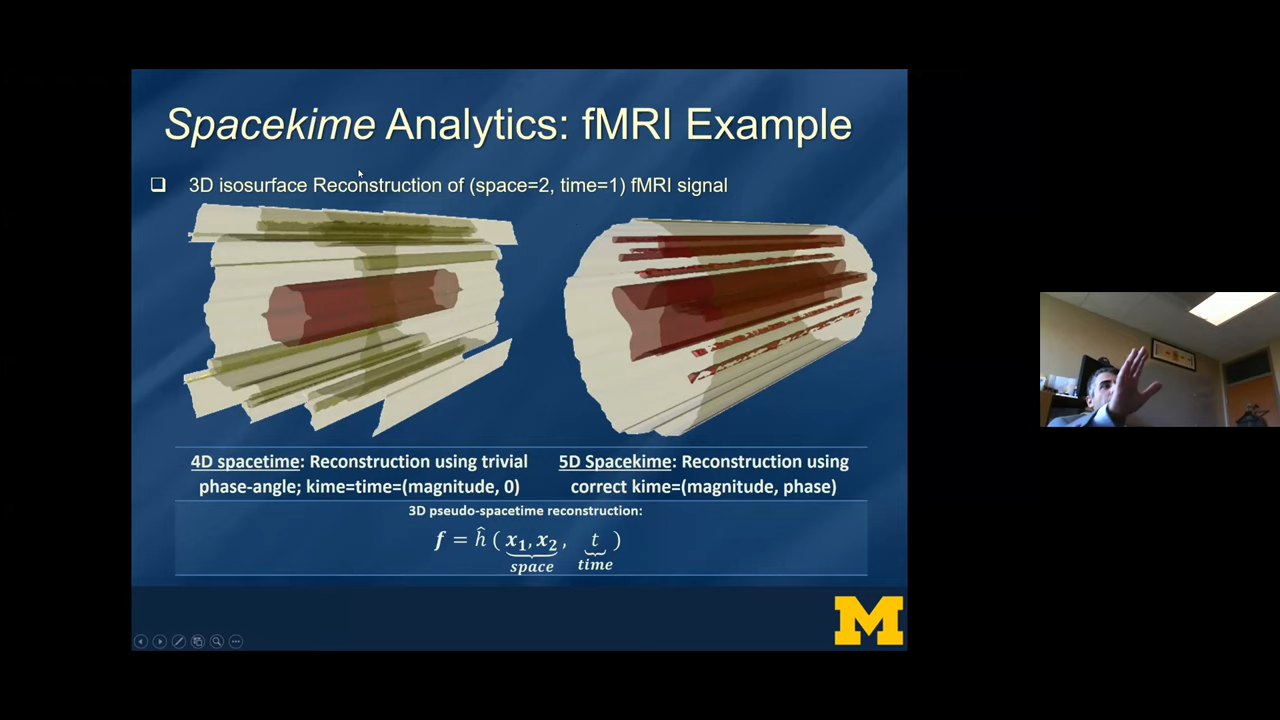 Spacekime Analytics: fMRI Example
3D isosurface Reconstruction of (space=2, time=1) fMRI signal
4D spacetime: Reconstruction using trivial
phase-angle; kime=time=(magnitude, 0)
5D Spacekime: Reconstruction using
correct kime=(magnitude, phase)
3D pseudo-spacetime reconstruction:
f = ĥ ( x₁, x₂ , t )
space time
M